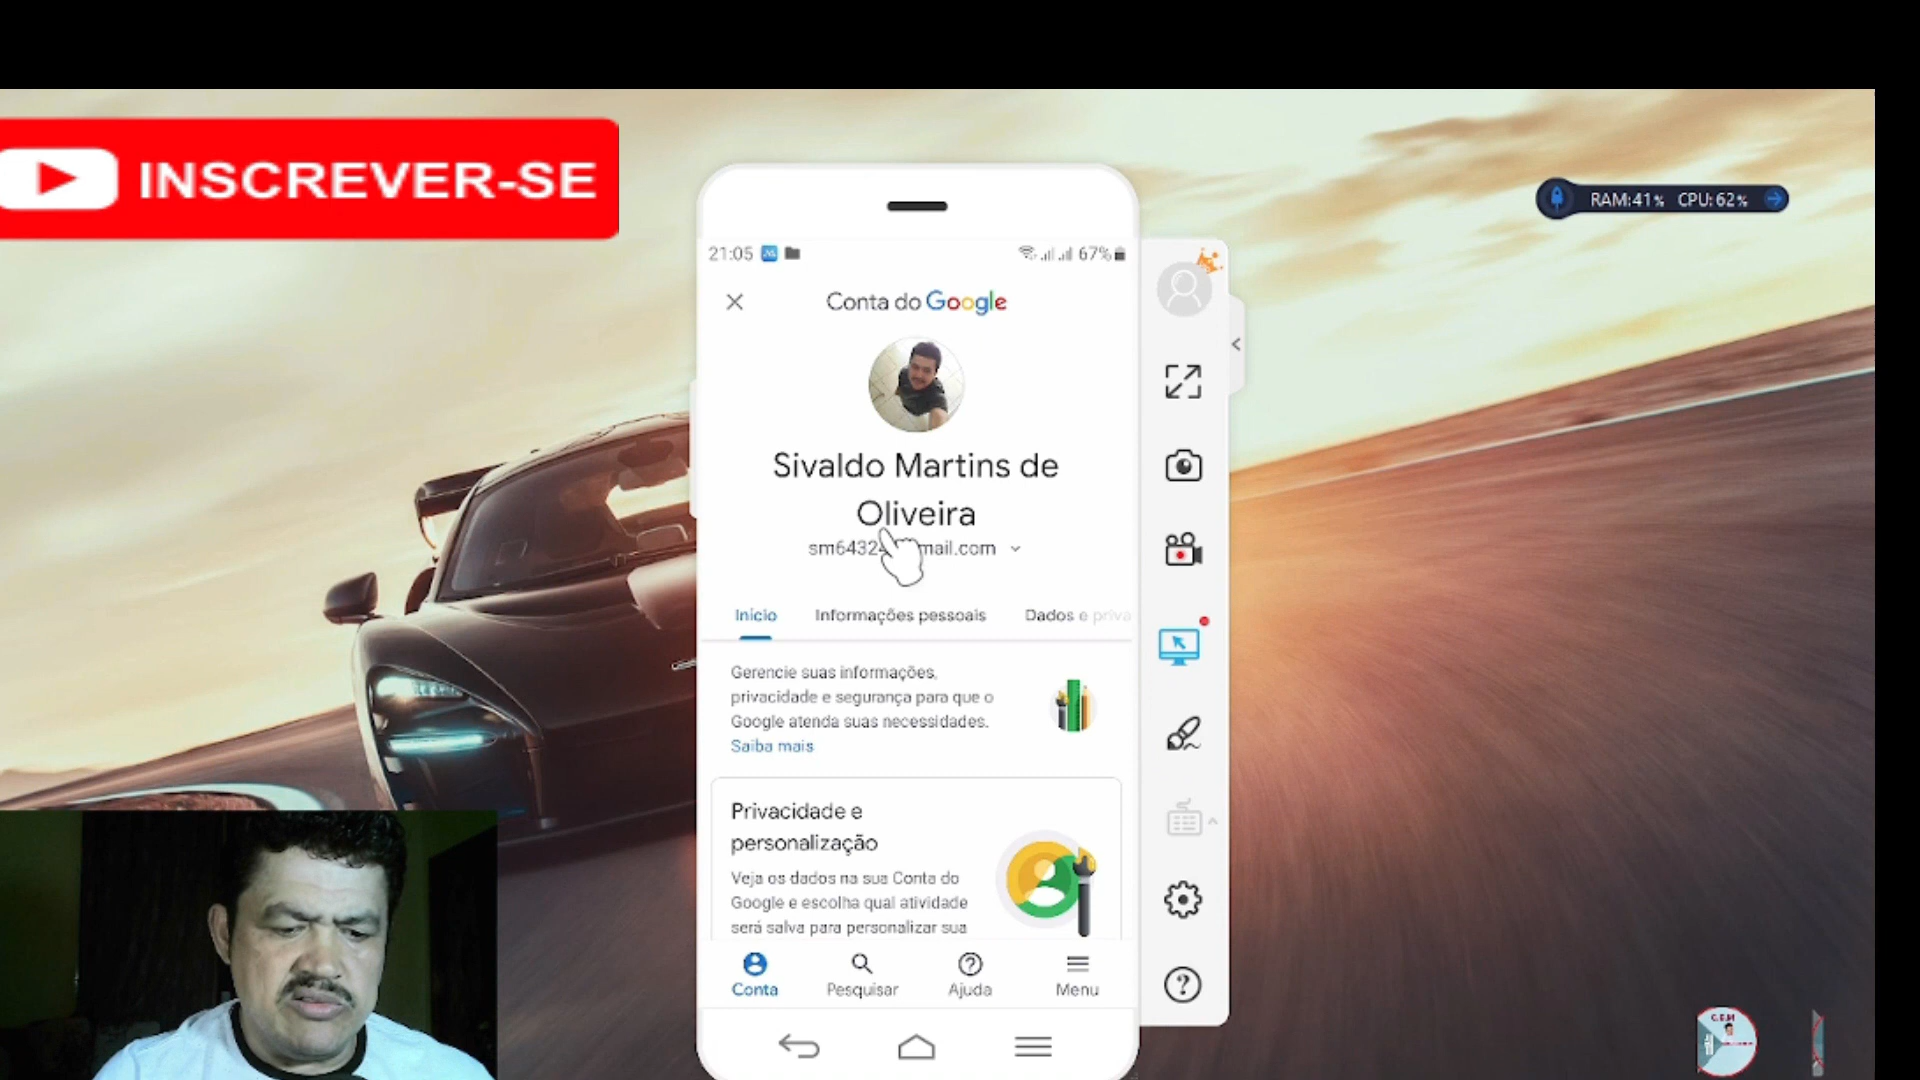 INSCREVER-SE
RAM:41% CPU:62%
21:05
67%
Conta do Google
Sivaldo Martins de
Oliveira
mail.com
Início
Informações pessoais
Dados e priva
Gerencie suas informações,
privacidade e segurança para que o
Google atenda suas necessidades.
Saiba mais
Privacidade e
personalização
Veja os dados na sua Conta do
Google e escolha qual atividade
será salva para personalizar sua
Conta
Pesquisar
Ajuda
Menu